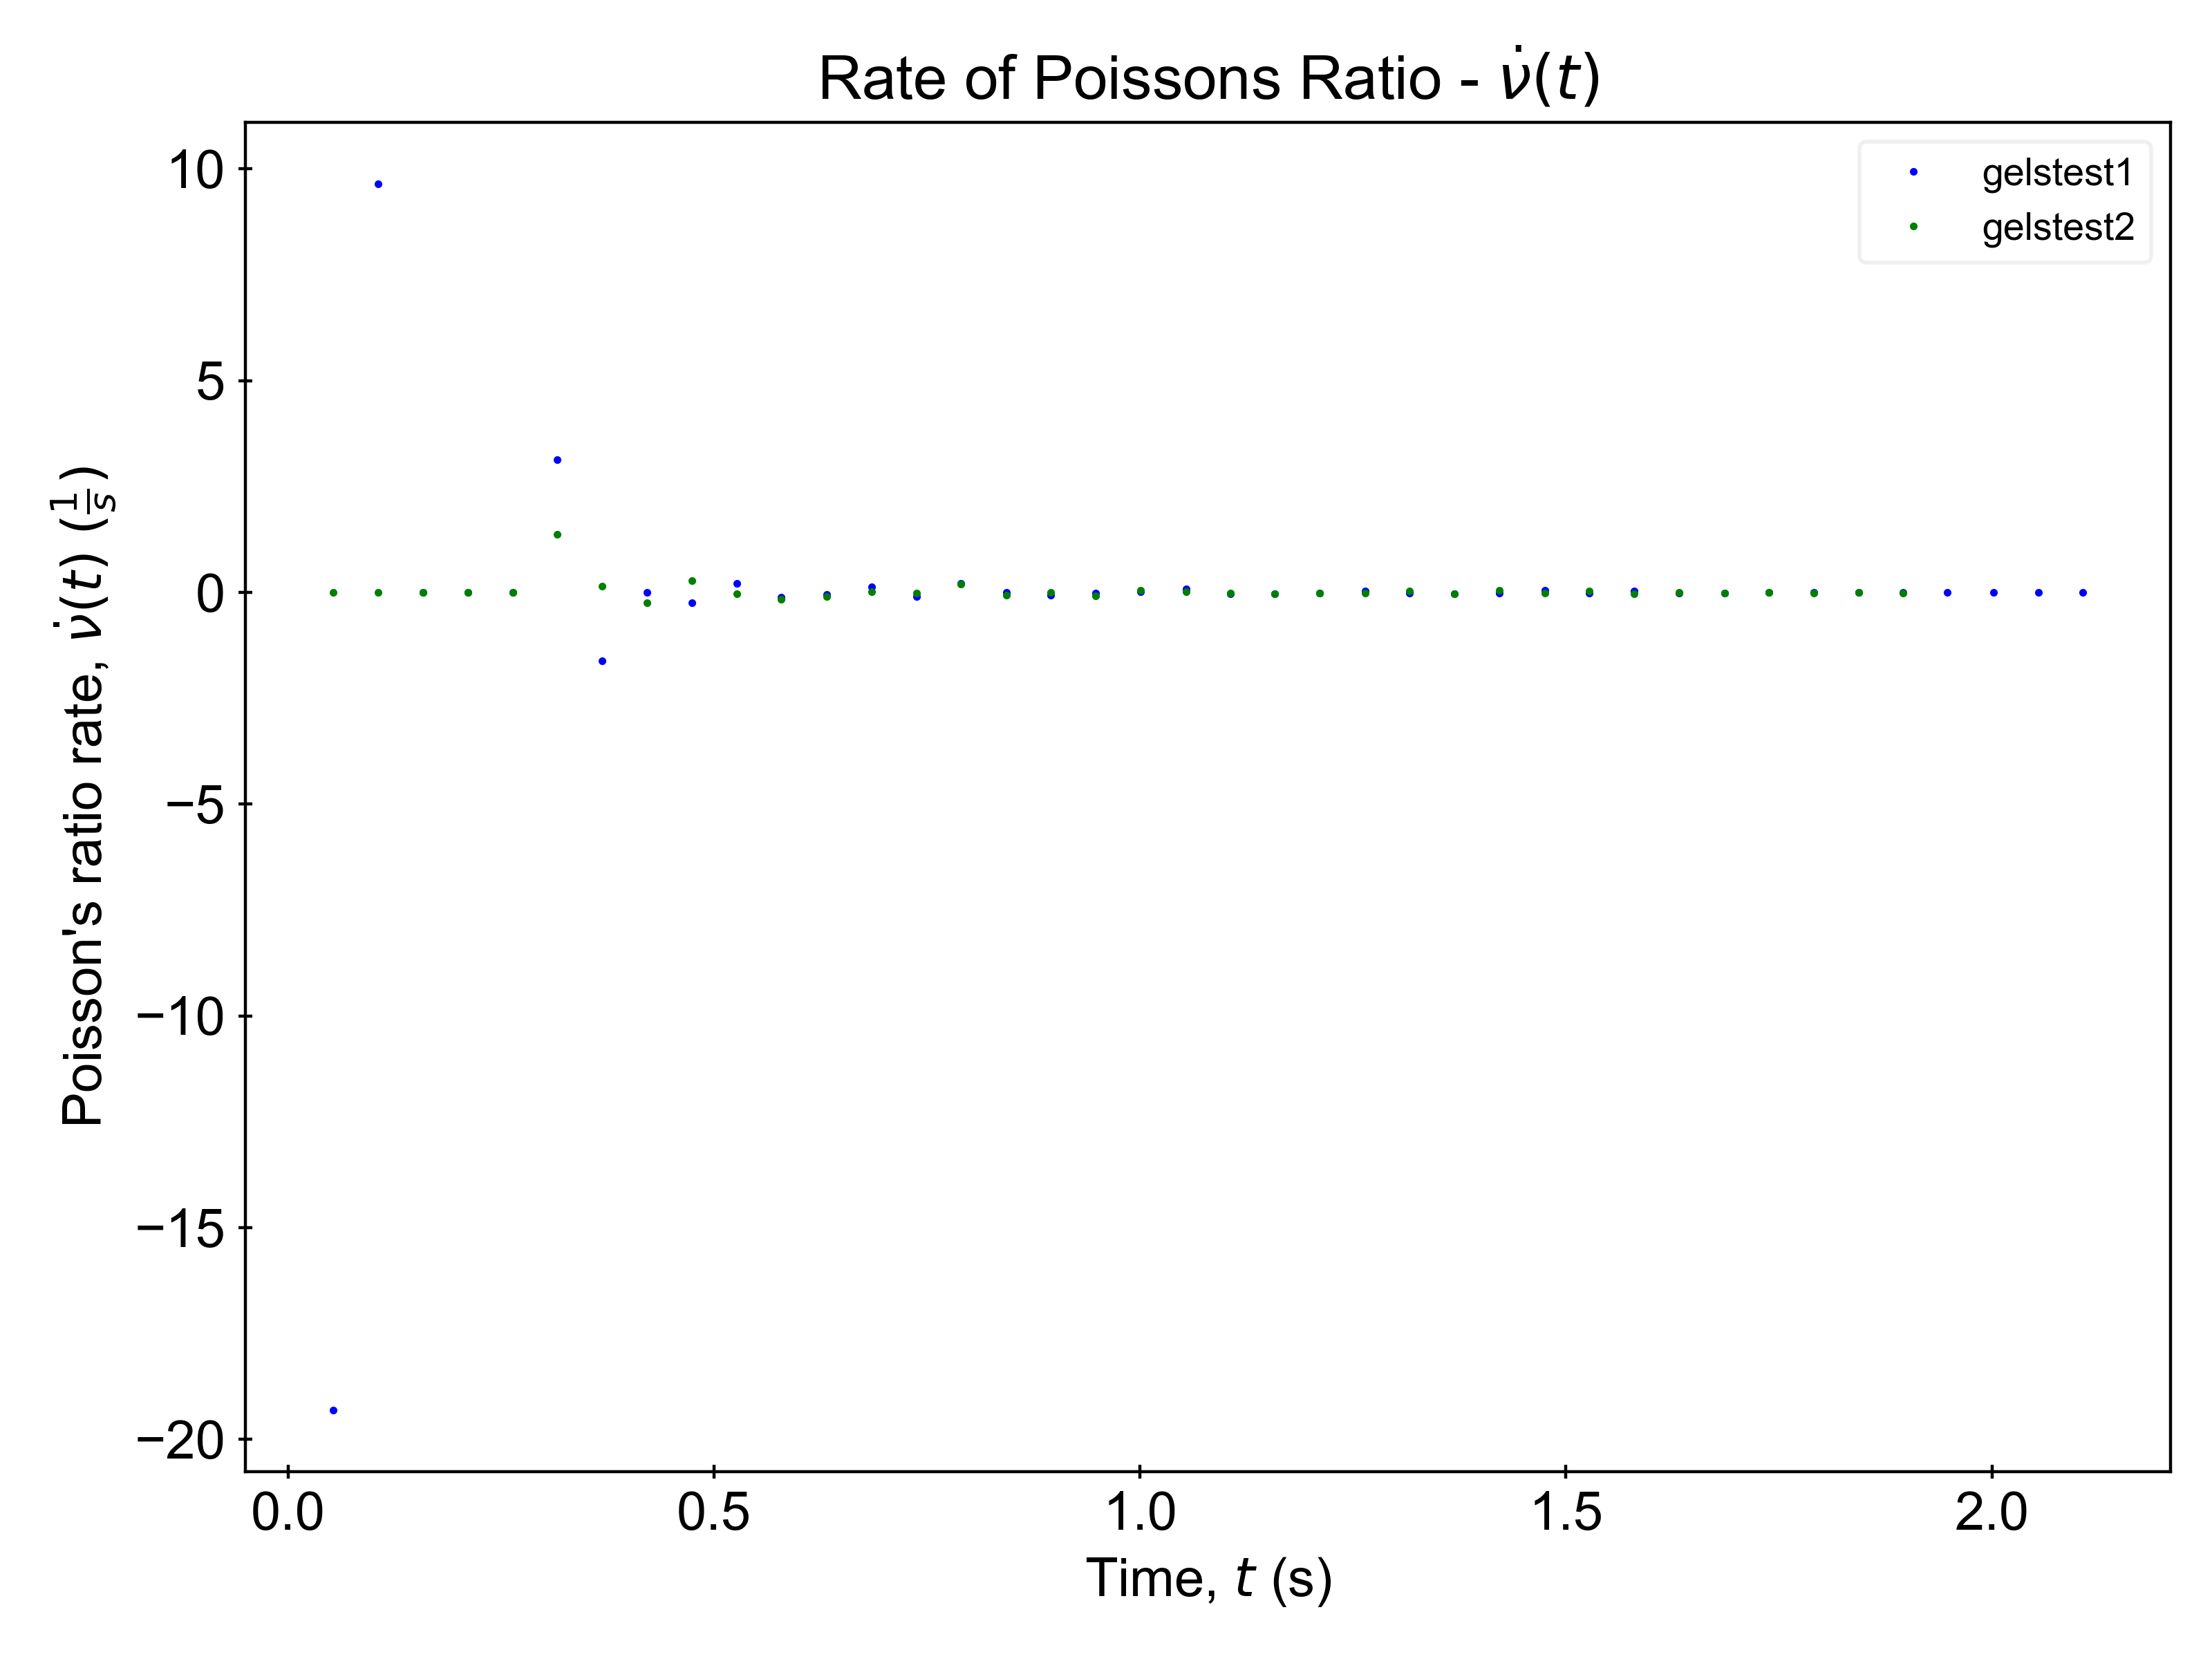 Rate of Poissons Ratio - ν̇(t)
gelstest1
gelstest2
Poisson's ratio rate, ν̇(t) (1/s)
10
5
0
−5
−10
−15
−20
0.0 0.5 1.0 1.5 2.0
Time, t (s)